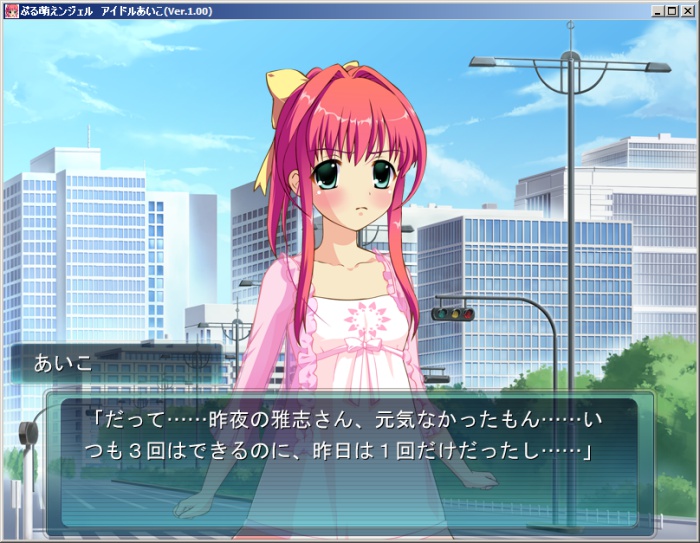 ぷる萌えンジェル　アイドルあいこ(Ver.1.00)
あいこ
「だって……昨夜の雅志さん、元気なかったもん……い
つも３回はできるのに、昨日は１回だけだったし……」